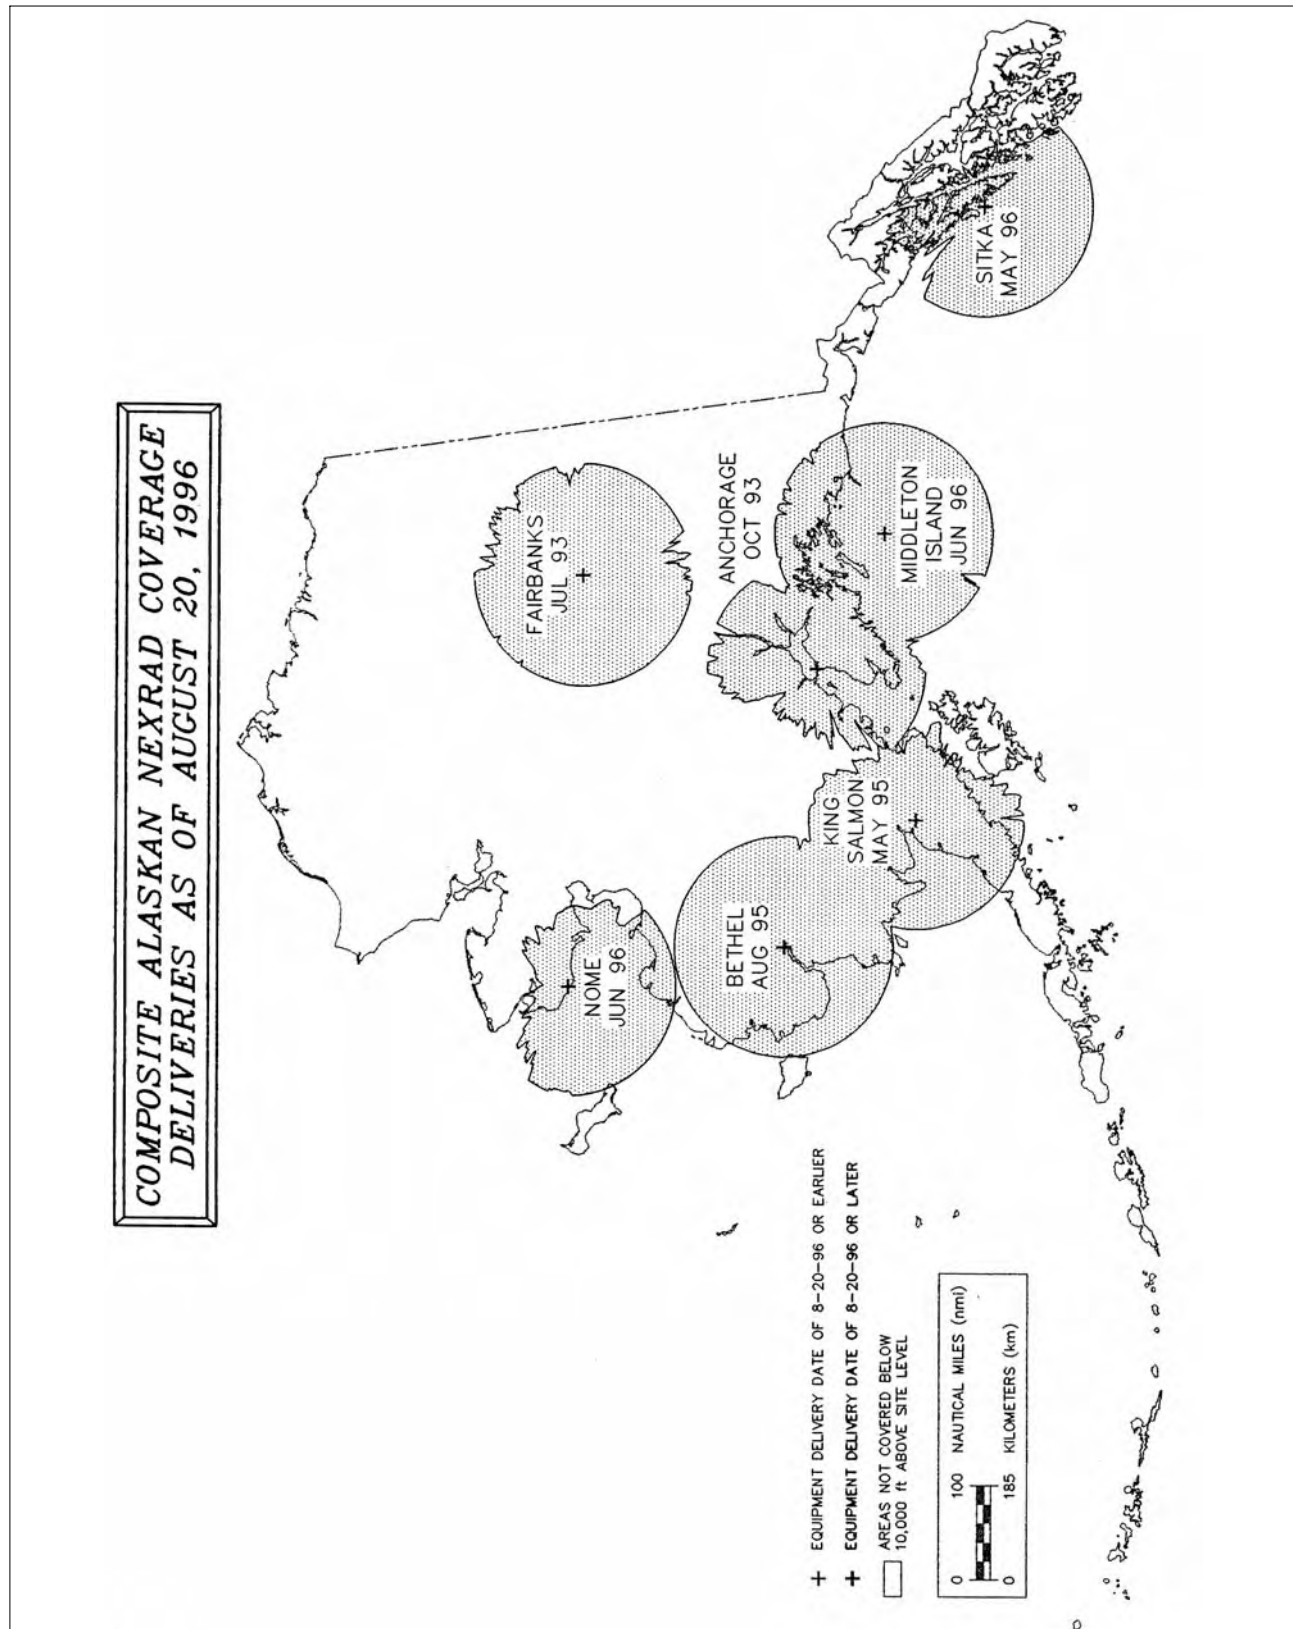 COMPOSITE ALASKAN NEXRAD COVERAGE
DELIVERIES AS OF AUGUST 20, 1996
FAIRBANKS
JUL 93
ANCHORAGE
OCT 93
MIDDLETON
ISLAND
JUN 96
SITKA
MAY 96
NOME
JUN 96
BETHEL
AUG 95
KING
SALMON
MAY 95
+ EQUIPMENT DELIVERY DATE OF 8-20-96 OR EARLIER
+ EQUIPMENT DELIVERY DATE OF 8-20-96 OR LATER
AREAS NOT COVERED BELOW
10,000 ft ABOVE SITE LEVEL
0 100 NAUTICAL MILES (nmi)
0 185 KILOMETERS (km)